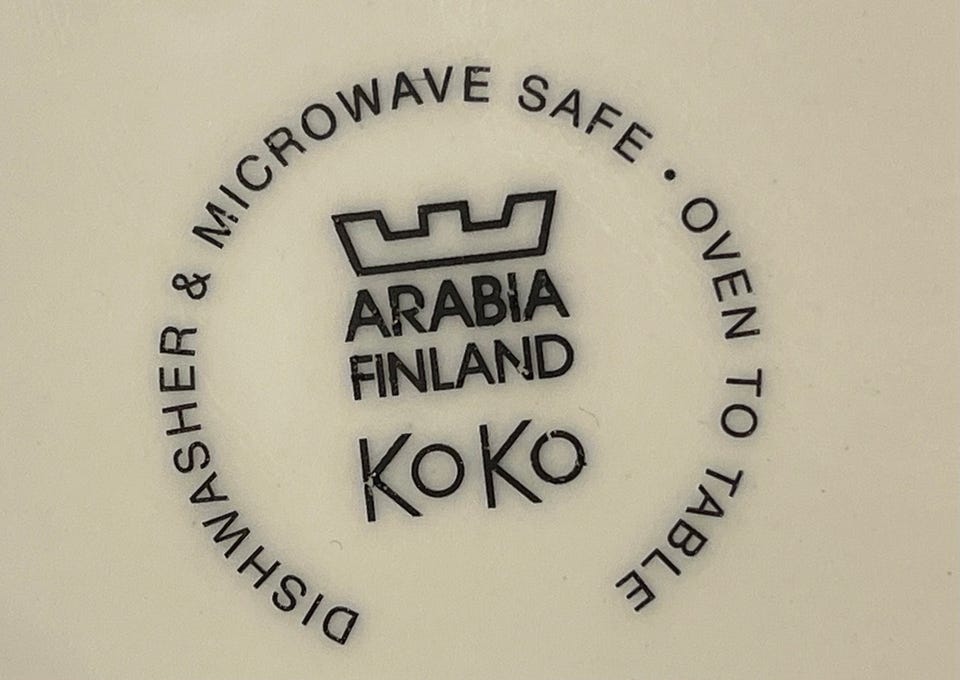 DISHWASHER & MICROWAVE SAFE • OVEN TO TABLE
ARABIA
FINLAND
KOKO